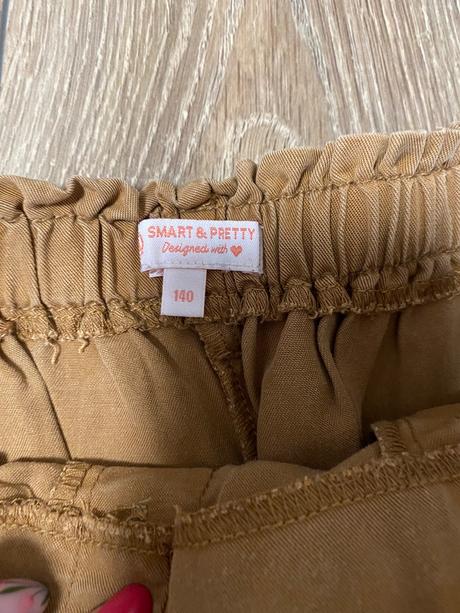 SMART & PRETTY
Designed with ♥
140